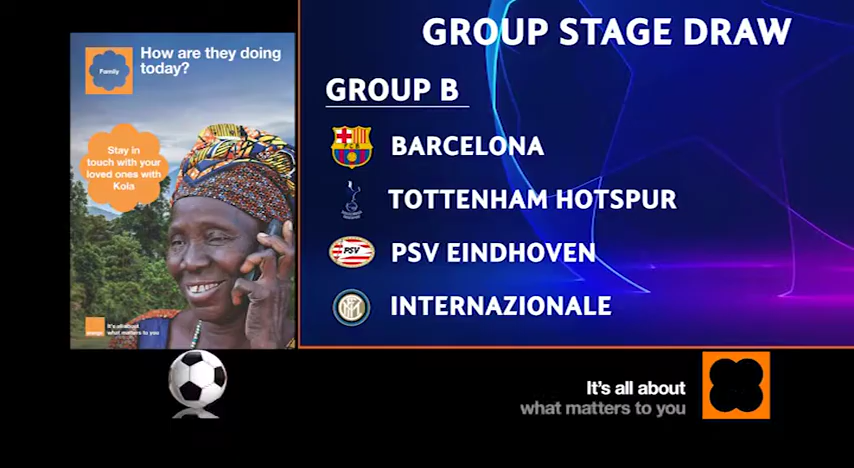 How are they doing
today?
Family
Stay in
touch with your
loved ones with
Kola
It's all about
what matters to you
GROUP STAGE DRAW
GROUP B
BARCELONA
TOTTENHAM HOTSPUR
PSV
PSV EINDHOVEN
INTERNAZIONALE
It's all about
what matters to you